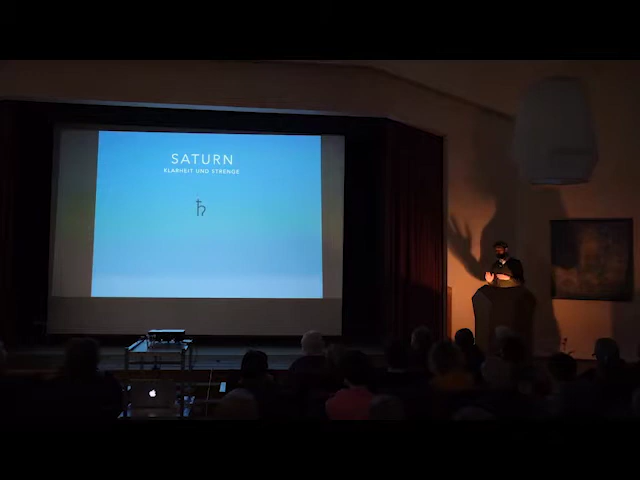 SATURN
KLARHEIT UND STRENGE
♄